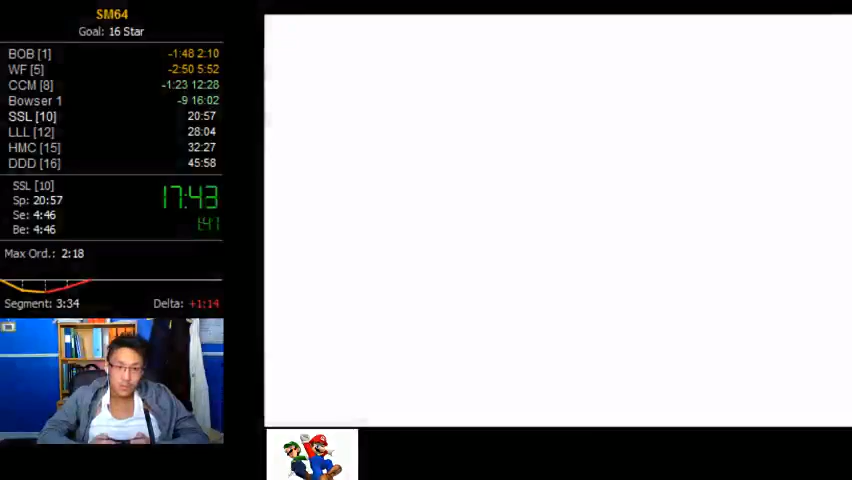 SM64
Goal: 16 Star
BOB [1] -1:48 2:10
WF [5] -2:50 5:52
CCM [8] -1:23 12:28
Bowser 1 -9 16:02
SSL [10] 20:57
LLL [12] 28:04
HMC [15] 32:27
DDD [16] 45:58
SSL [10]
Sp: 20:57
Se: 4:46
Be: 4:46
17:43
1:41
Max Ord.: 2:18
Segment: 3:34 Delta: +1:14